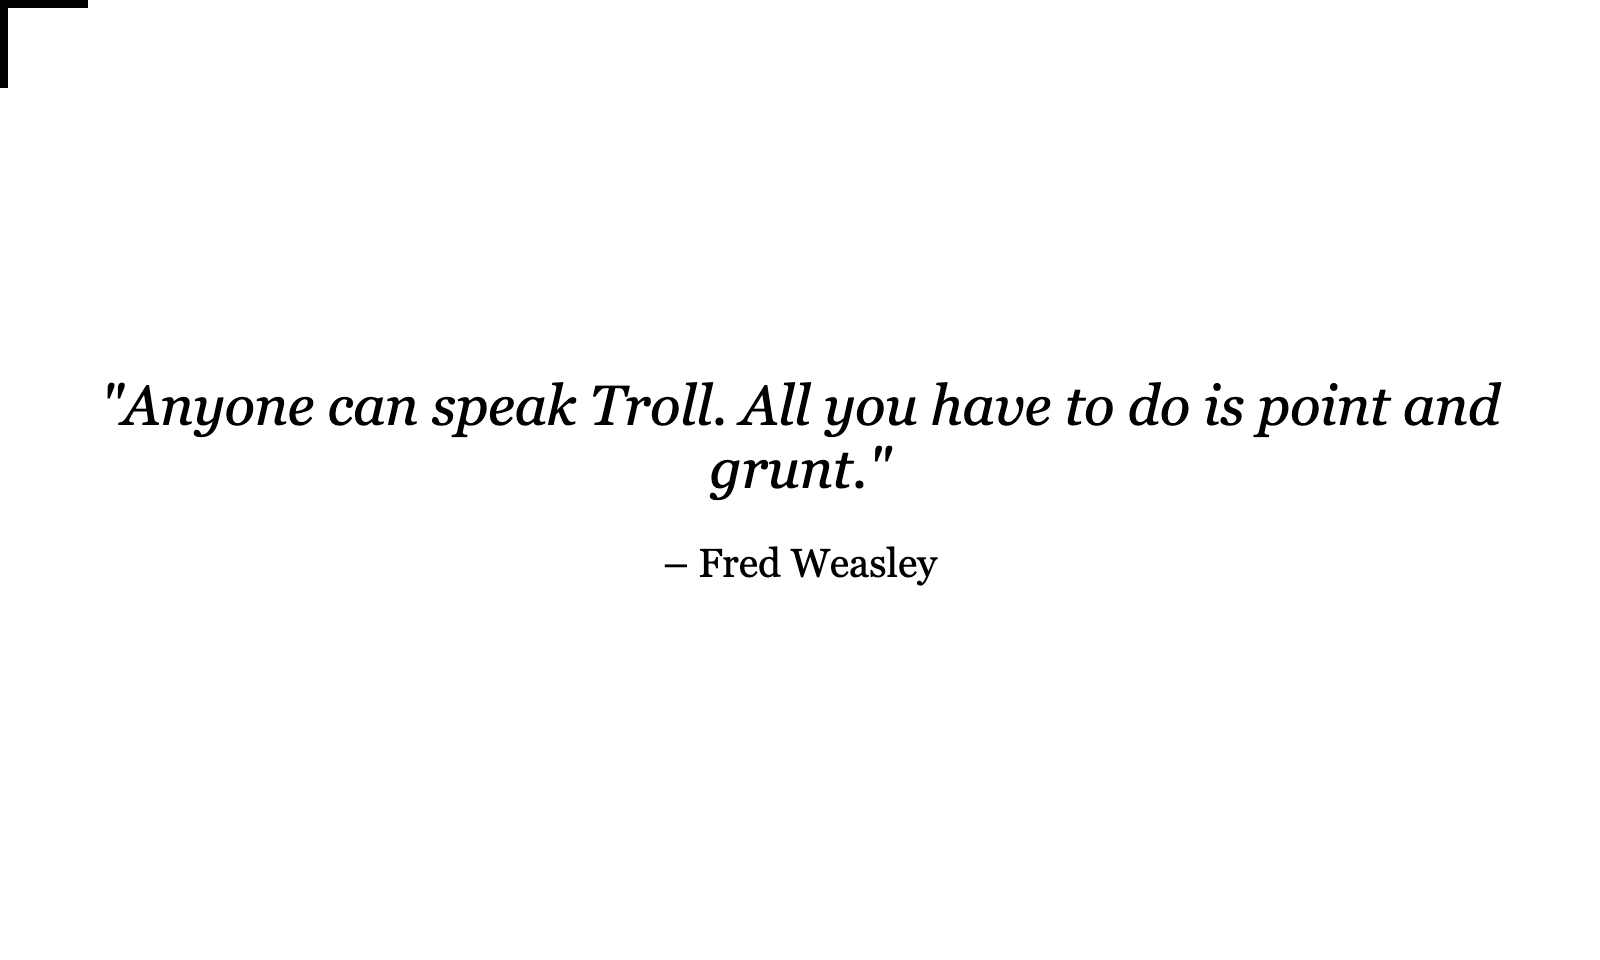 "Anyone can speak Troll. All you have to do is point and
grunt."
– Fred Weasley